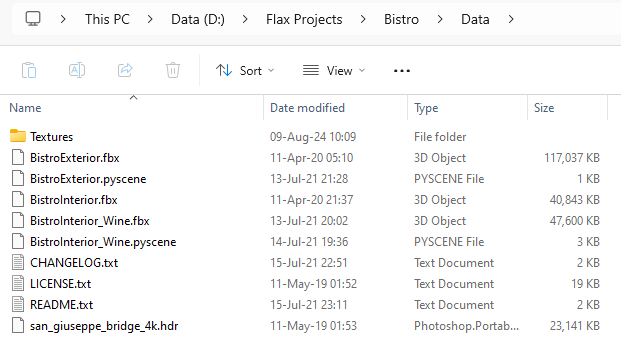 This PC > Data (D:) > Flax Projects > Bistro > Data >
Sort View ...
Name Date modified Type Size
Textures 09-Aug-24 10:09 File folder
BistroExterior.fbx 11-Apr-20 05:10 3D Object 117,037 KB
BistroExterior.pyscene 13-Jul-21 21:28 PYSCENE File 1 KB
BistroInterior.fbx 11-Apr-20 21:37 3D Object 40,843 KB
BistroInterior_Wine.fbx 13-Jul-21 20:02 3D Object 47,600 KB
BistroInterior_Wine.pyscene 14-Jul-21 19:36 PYSCENE File 3 KB
CHANGELOG.txt 15-Jul-21 22:51 Text Document 2 KB
LICENSE.txt 11-May-19 01:52 Text Document 19 KB
README.txt 15-Jul-21 23:11 Text Document 2 KB
san_giuseppe_bridge_4k.hdr 11-May-19 01:53 Photoshop.Portab... 23,141 KB